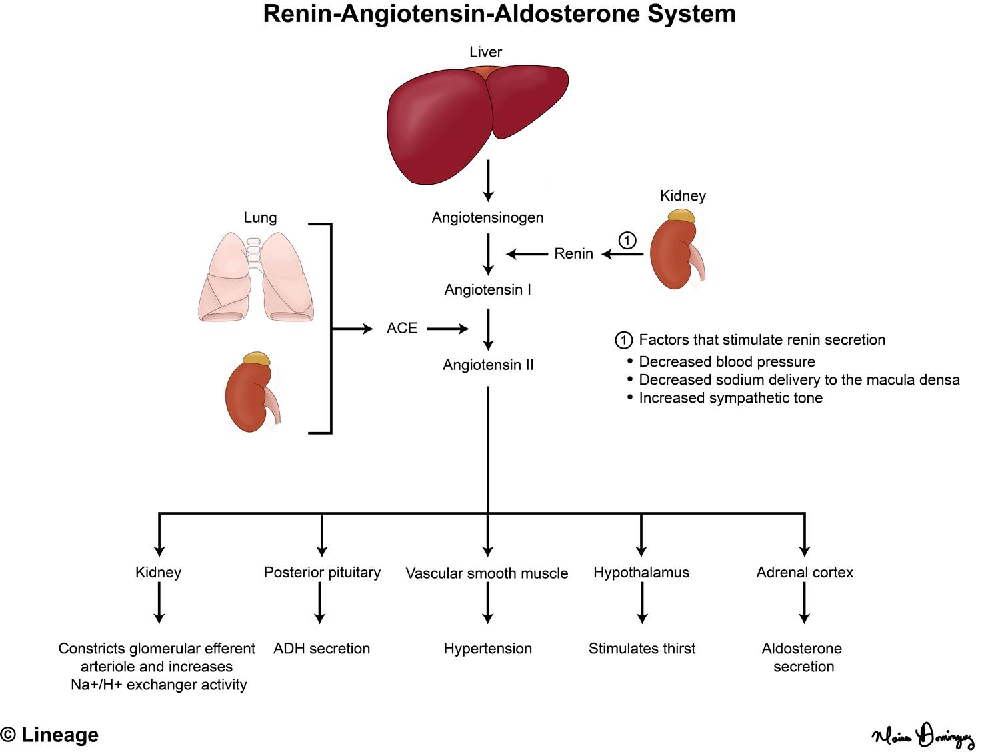 Renin-Angiotensin-Aldosterone System
Liver
Kidney
Lung
Angiotensinogen
1
Renin
Angiotensin I
ACE
1 Factors that stimulate renin secretion
• Decreased blood pressure
• Decreased sodium delivery to the macula densa
• Increased sympathetic tone
Angiotensin II
Kidney
Posterior pituitary
Vascular smooth muscle
Hypothalamus
Adrenal cortex
Constricts glomerular efferent
arteriole and increases
Na+/H+ exchanger activity
ADH secretion
Hypertension
Stimulates thirst
Aldosterone
secretion
© Lineage
Moises Dominguez